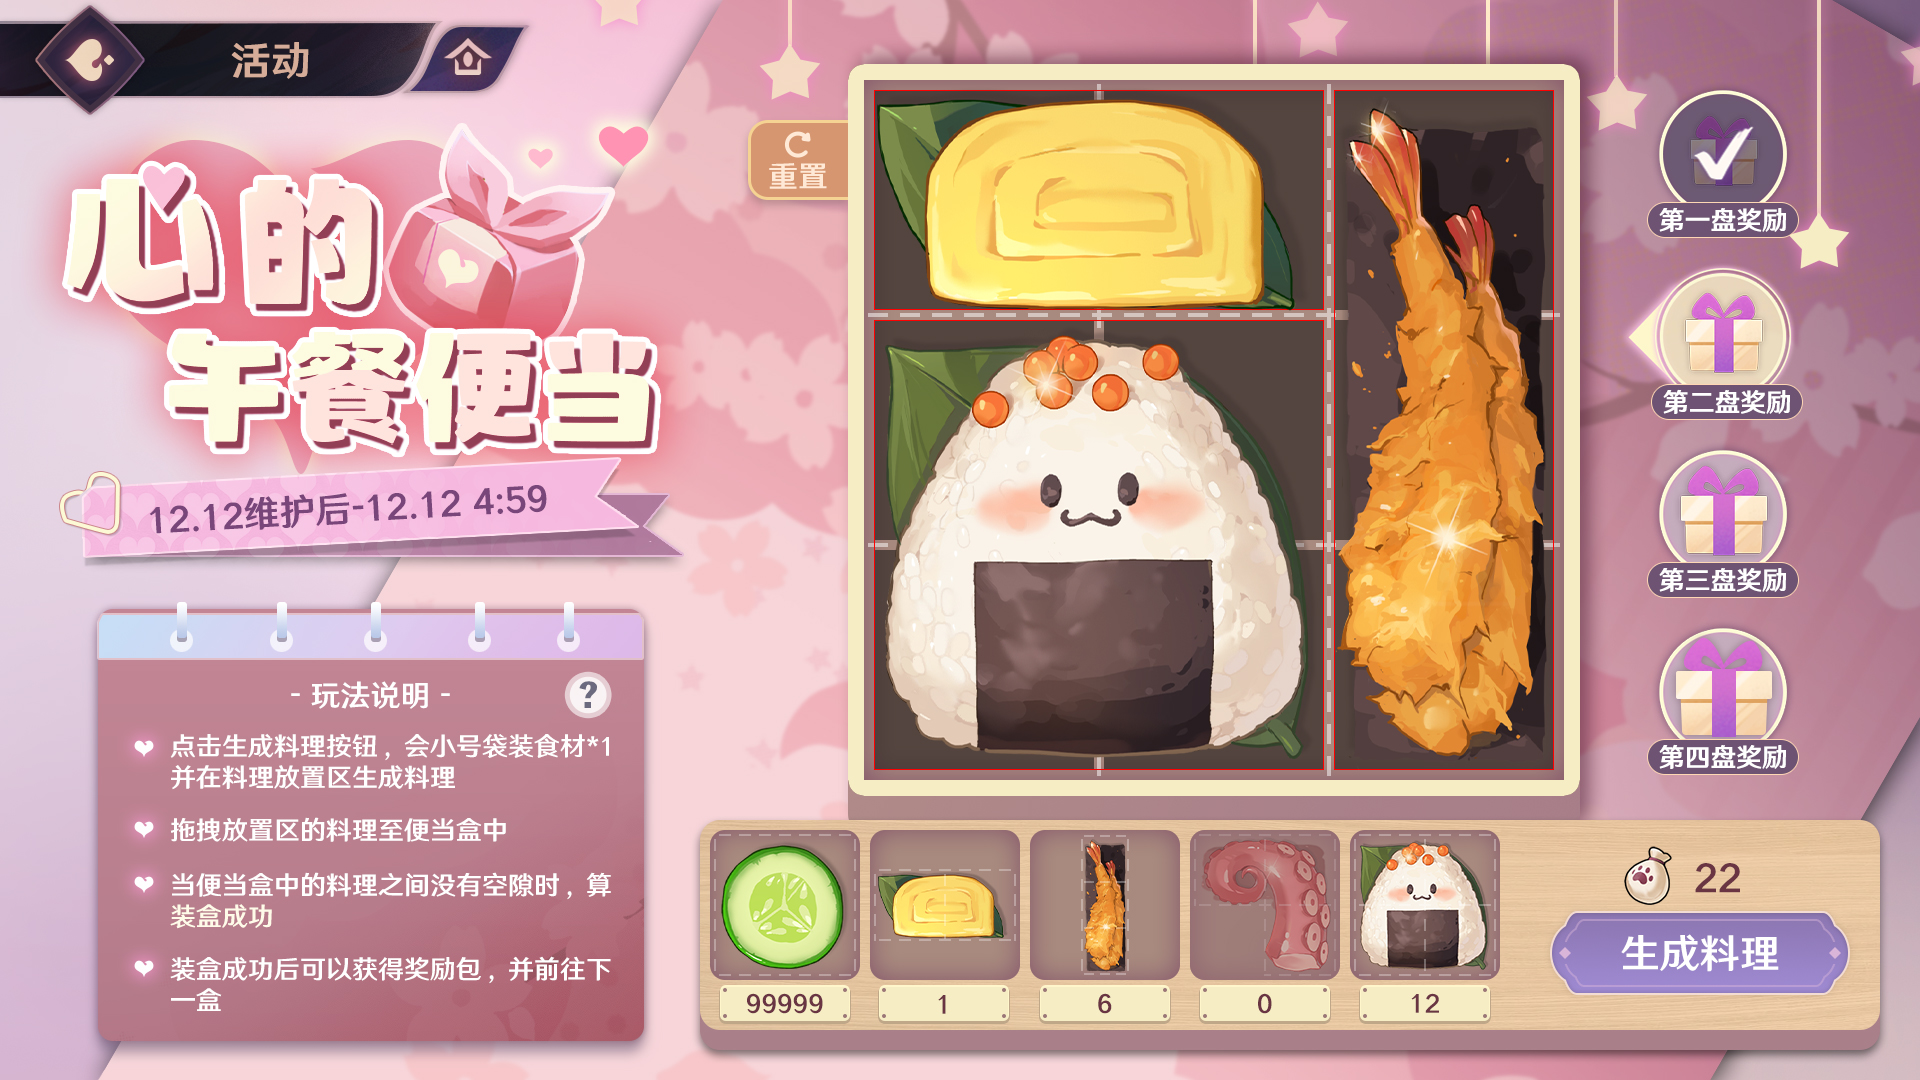 活动
心的
午餐便当
12.12维护后-12.12 4:59
- 玩法说明 -
?
点击生成料理按钮，会小号袋装食材*1
并在料理放置区生成料理
拖拽放置区的料理至便当盒中
当便当盒中的料理之间没有空隙时，算
装盒成功
装盒成功后可以获得奖励包，并前往下
一盒
重置
第一盘奖励
第二盘奖励
第三盘奖励
第四盘奖励
99999
1
6
0
12
22
生成料理